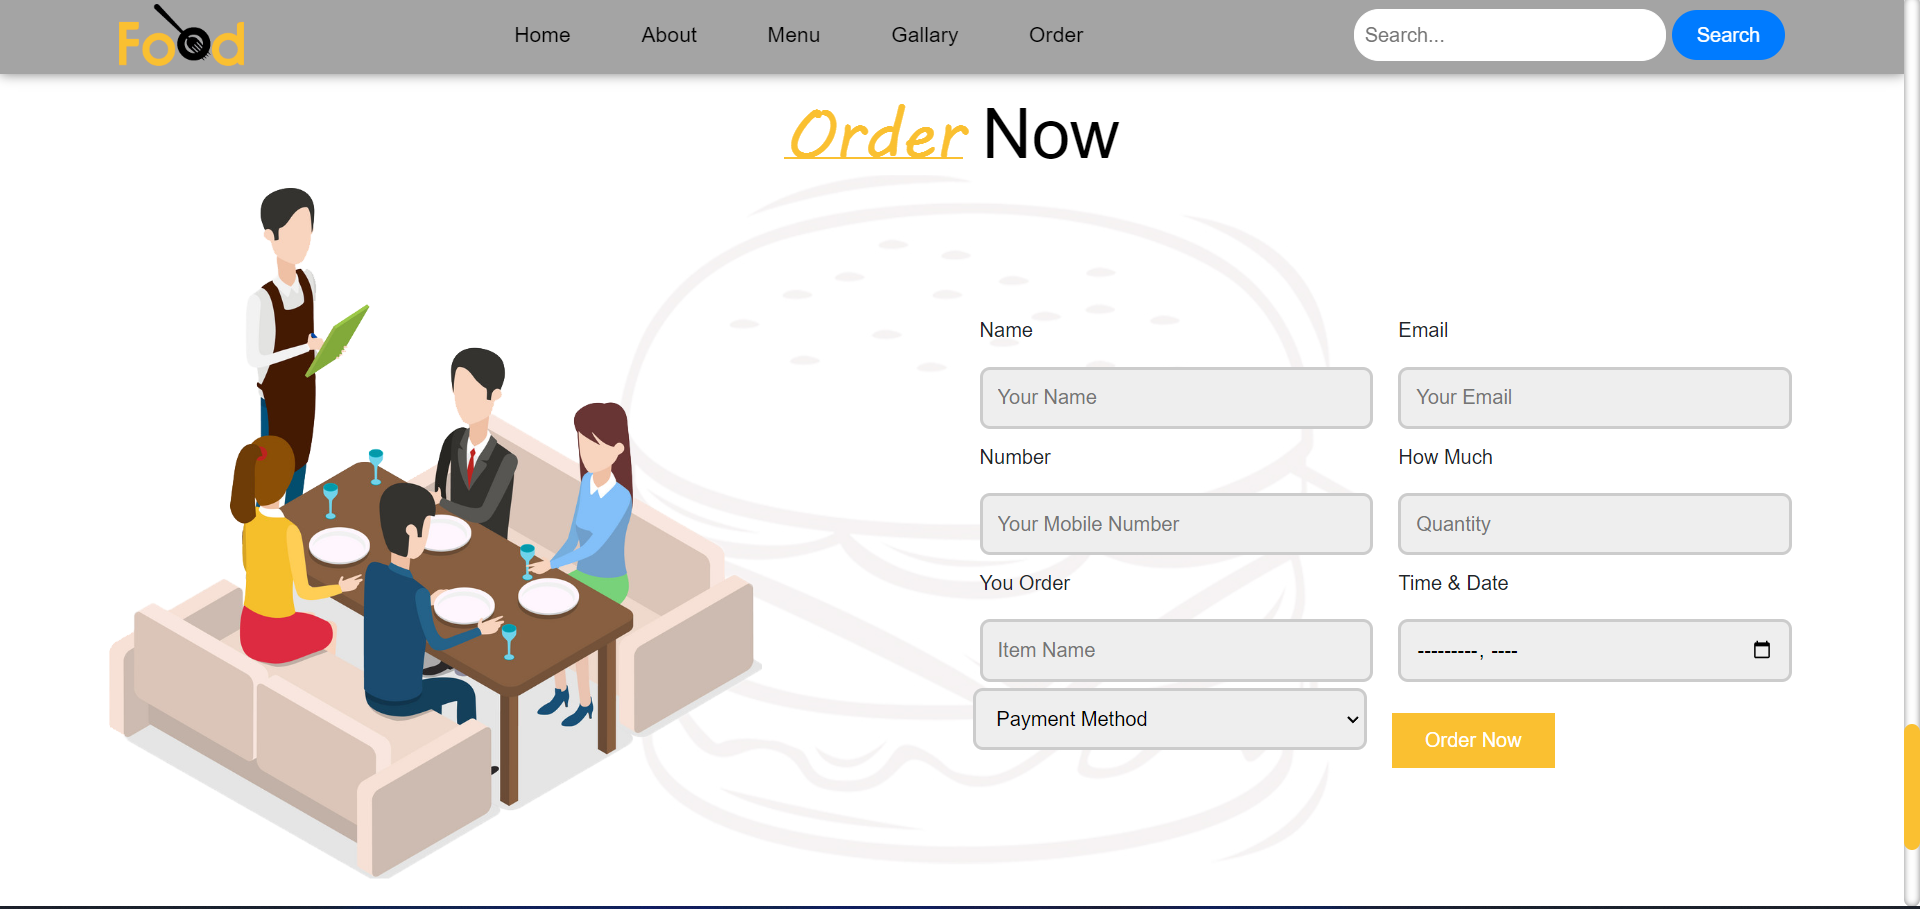 Food Home About Menu Gallary Order Search... Search
Order Now
Name Email
Your Name Your Email
Number How Much
Your Mobile Number Quantity
You Order Time & Date
Item Name ---------, ----
Payment Method Order Now